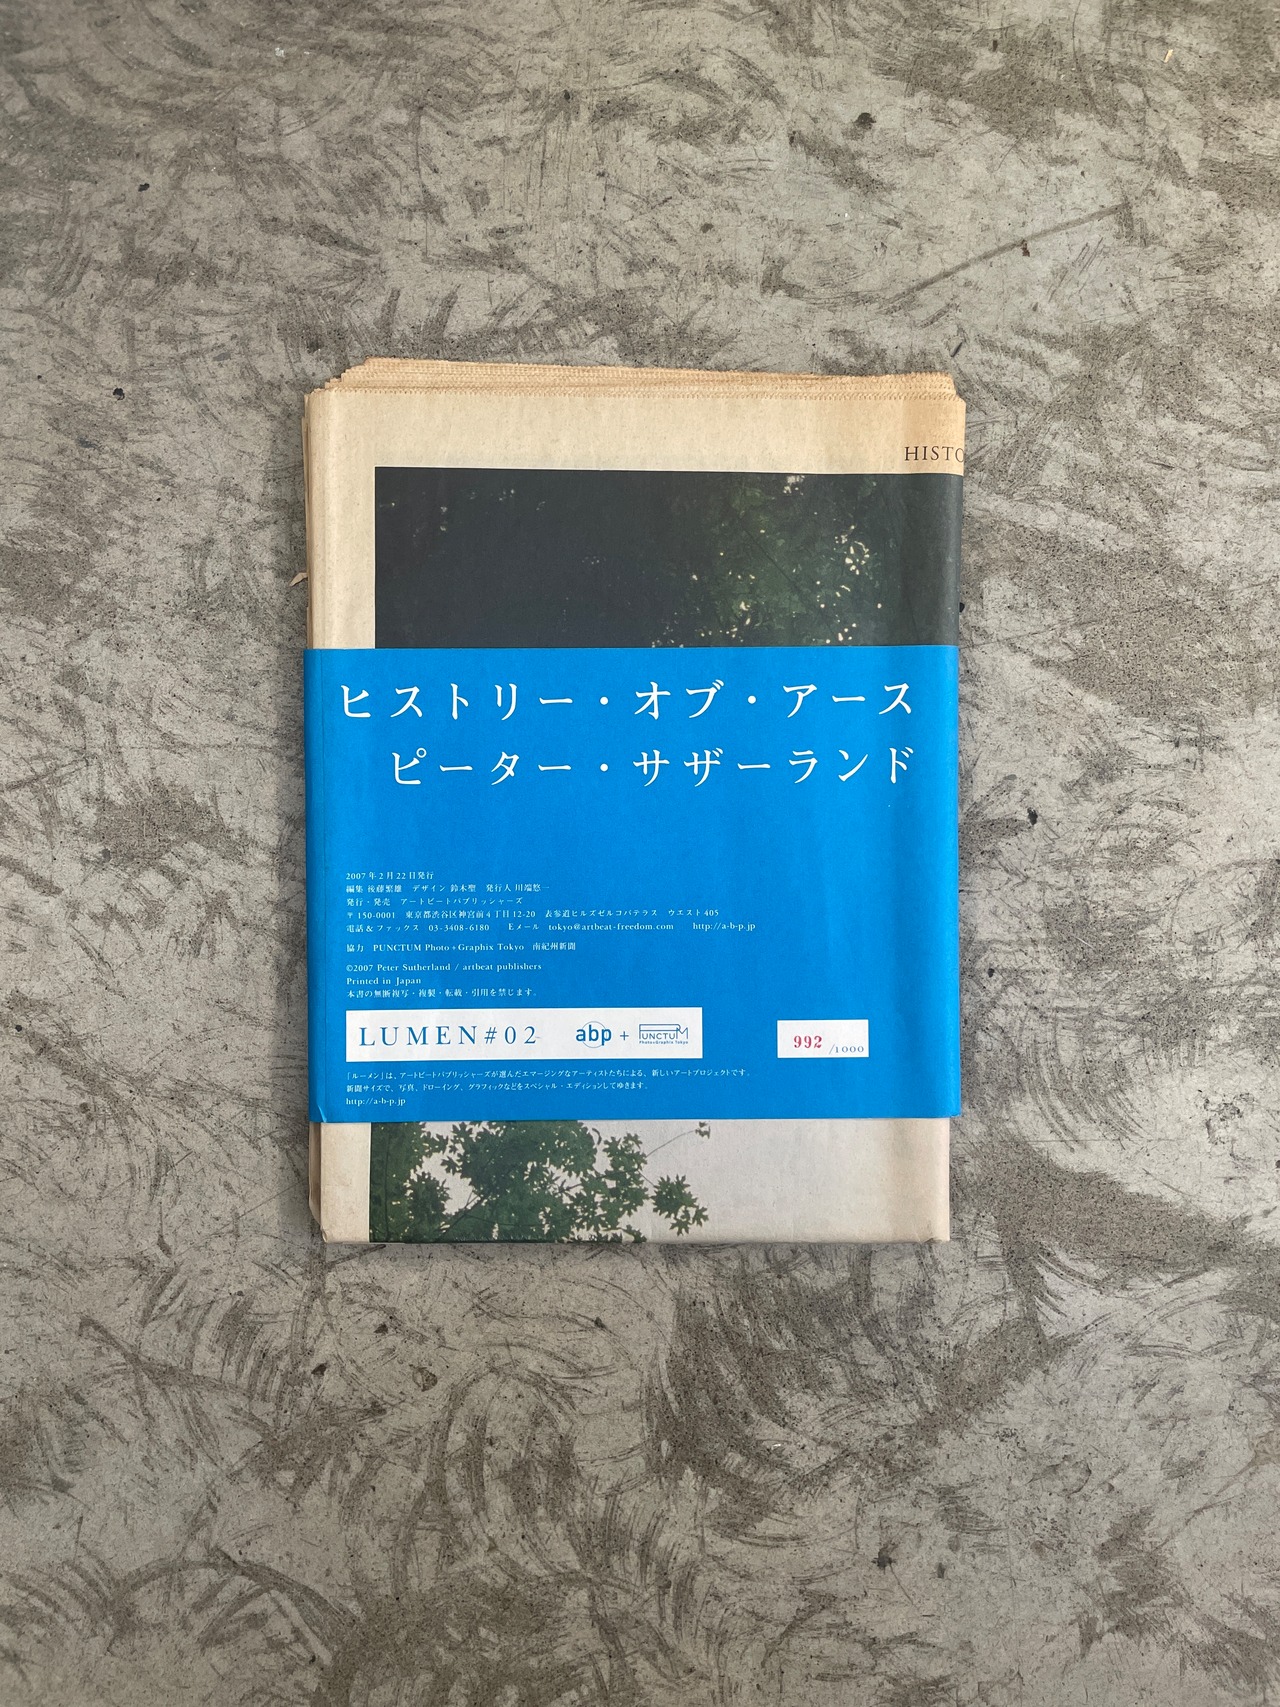 HISTO
ヒストリー・オブ・アース
ピーター・サザーランド
2007年2月22日発行
編集 後藤繁雄　デザイン 鈴木聖　発行人 川端悠一
発行・発売　アートビートパブリッシャーズ
〒150-0001　東京都渋谷区神宮前4丁目12-20　表参道ヒルズゼルコバテラス　ウエスト405
電話&ファックス　03-3408-6180　Eメール　tokyo@artbeat-freedom.com　http://a-b-p.jp
協力　PUNCTUM Photo+Graphix Tokyo　南紀州新聞
©2007 Peter Sutherland / artbeat publishers
Printed in Japan
本書の無断複写・複製・転載・引用を禁じます。
LUMEN#02 abp + PUNCTUM
Photo+Graphix Tokyo
992 /1000
「ルーメン」は、アートビートパブリッシャーズが選んだエマージングなアーティストたちによる、新しいアートプロジェクトです。
新聞サイズで、写真、ドローイング、グラフィックなどをスペシャル・エディションしてゆきます。
http://a-b-p.jp